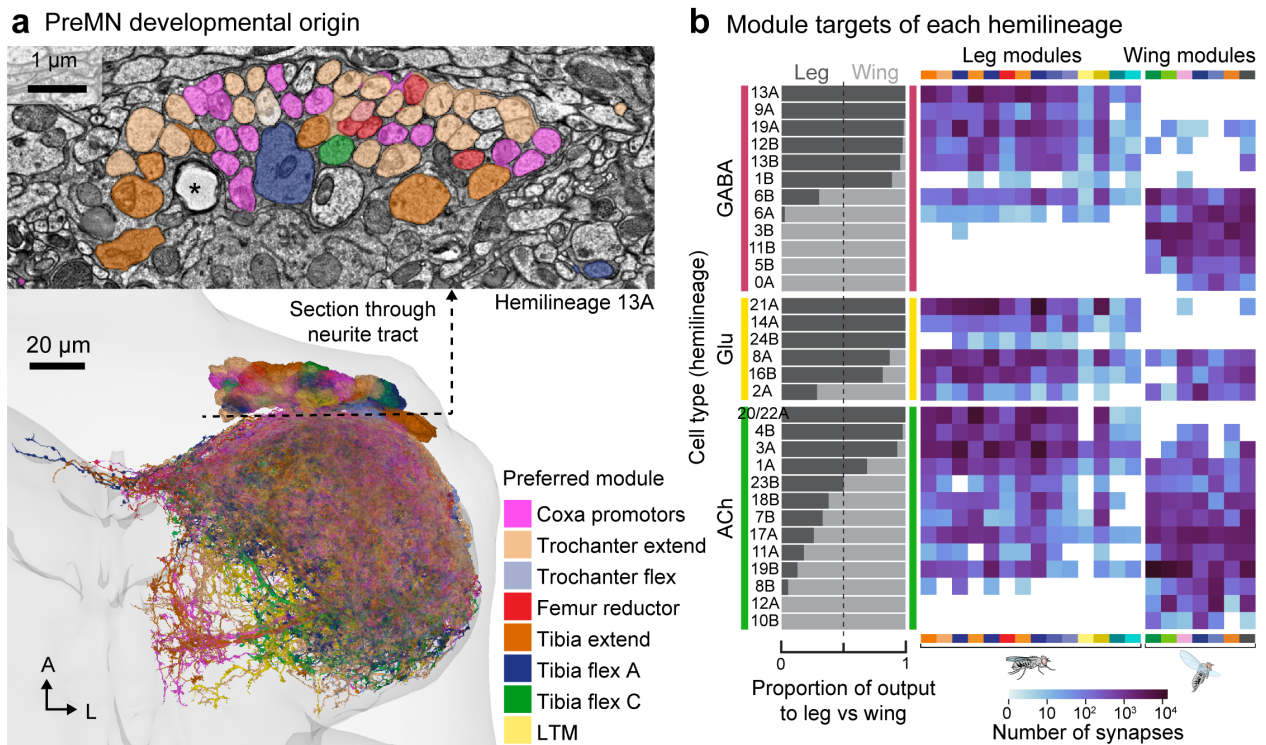 a PreMN developmental origin
1 µm
*
Hemilineage 13A
Section through
neurite tract
20 µm
A
L
Preferred module
Coxa promotors
Trochanter extend
Trochanter flex
Femur reductor
Tibia extend
Tibia flex A
Tibia flex C
LTM
b Module targets of each hemilineage
Leg modules Wing modules
Leg Wing
Cell type (hemilineage)
GABA
13A
9A
19A
12B
13B
1B
6B
6A
3B
11B
5B
0A
Glu
21A
14A
24B
8A
16B
2A
ACh
20/22A
4B
3A
1A
23B
18B
7B
17A
11A
19B
8B
12A
10B
0 1
Proportion of output
to leg vs wing
0 10 10² 10³ 10⁴
Number of synapses